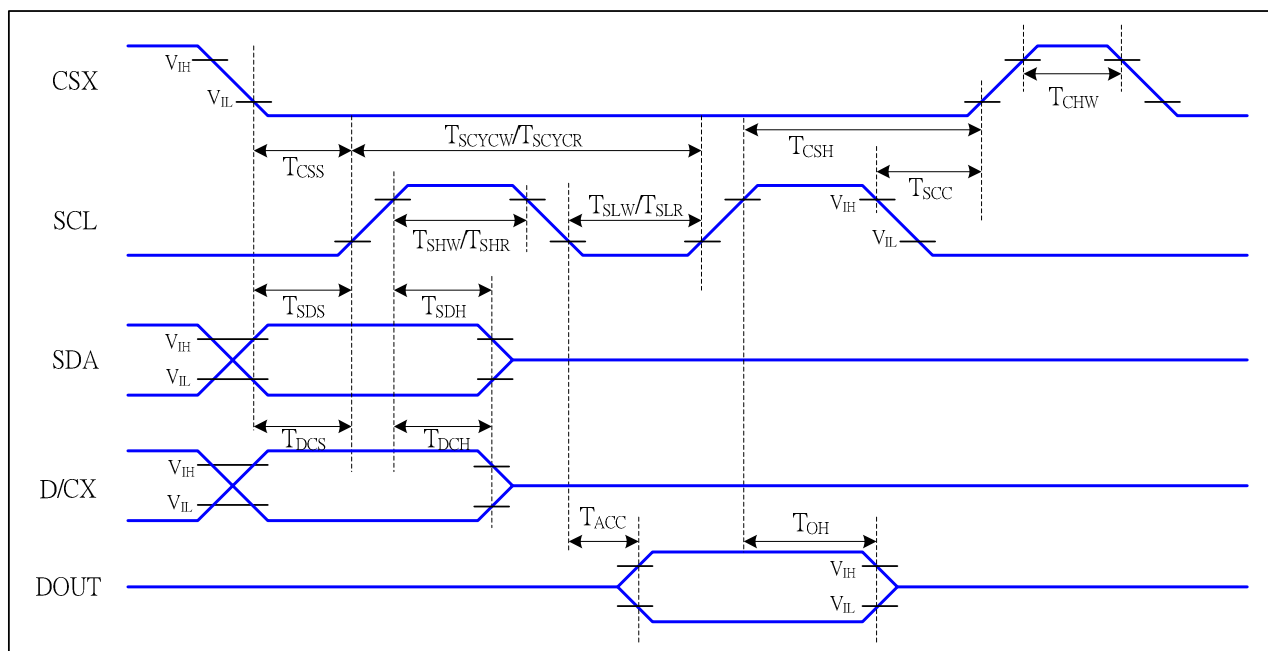 CSX
VIH
VIL
TCHW
TSCYCW/TSCYCR
TCSS
TCSH
TSCC
SCL
TSHW/TSHR
TSLW/TSLR
VIH
VIL
TSDS
TSDH
SDA
VIH
VIL
TDCS
TDCH
D/CX
VIH
VIL
TACC
TOH
DOUT
VIH
VIL